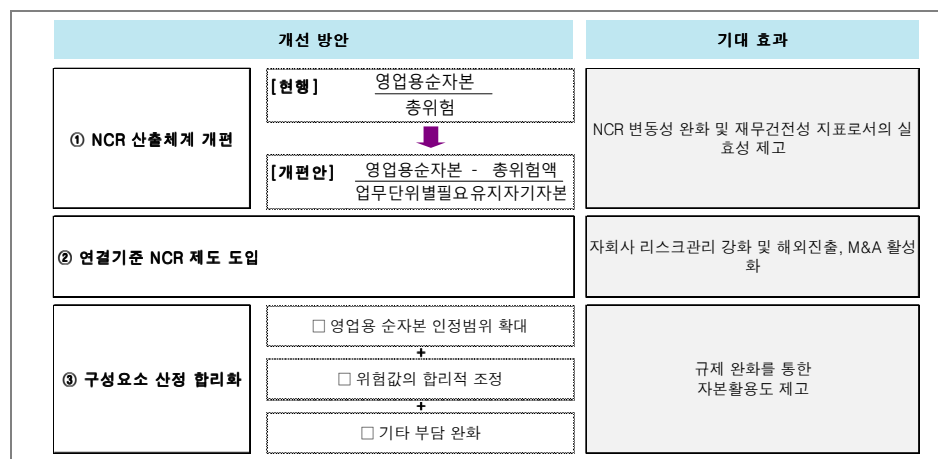 개선 방안
기대 효과
① NCR 산출체계 개편
[현행]
영업용순자본
총위험
[개편안]
영업용순자본 - 총위험액
업무단위별필요유지자기자본
NCR 변동성 완화 및 재무건전성 지표로서의 실
효성 제고
② 연결기준 NCR 제도 도입
자회사 리스크관리 강화 및 해외진출, M&A 활성
화
③ 구성요소 산정 합리화
□ 영업용 순자본 인정범위 확대
+
□ 위험값의 합리적 조정
+
□ 기타 부담 완화
규제 완화를 통한
자본활용도 제고